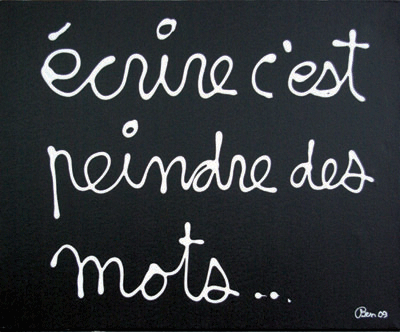 écrire c'est
peindre des
mots...
Ben 09